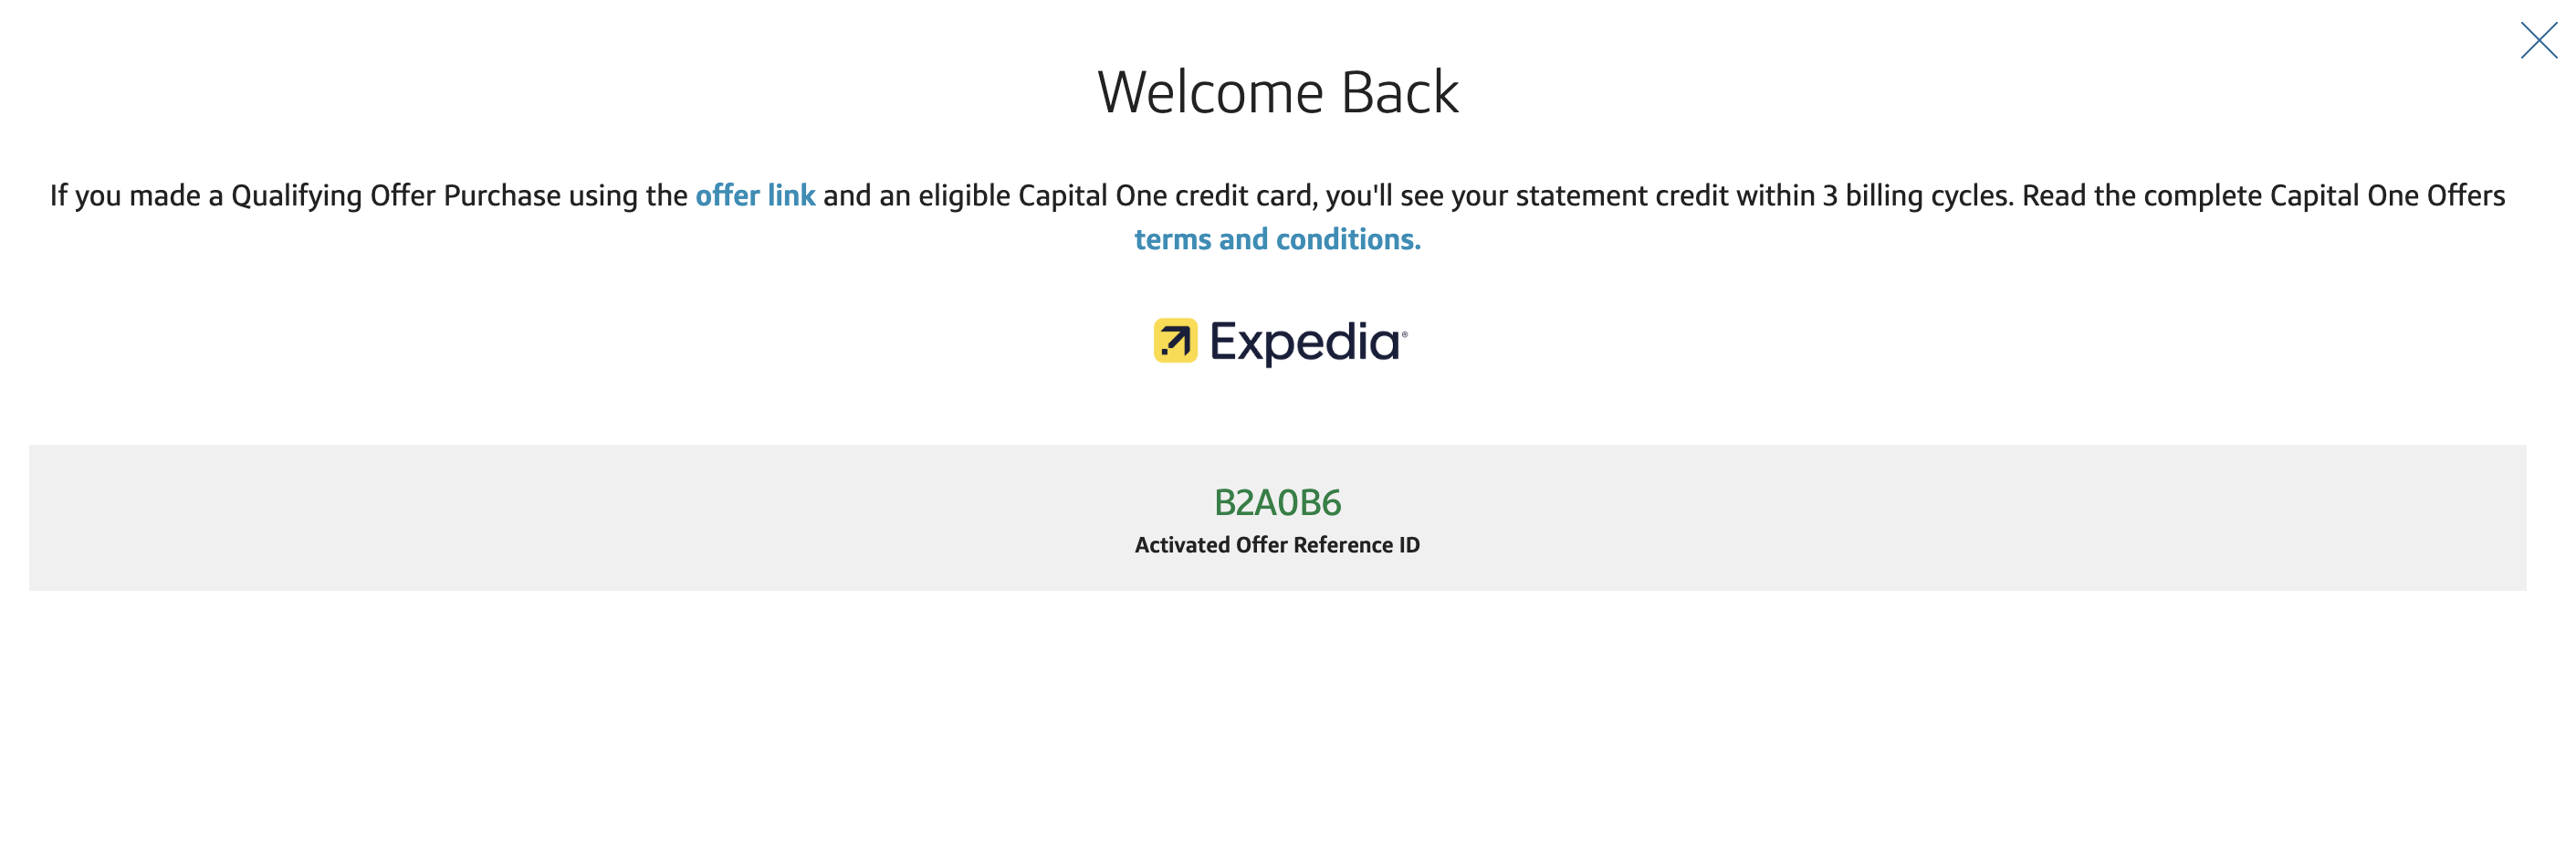 Welcome Back
If you made a Qualifying Offer Purchase using the offer link and an eligible Capital One credit card, you'll see your statement credit within 3 billing cycles. Read the complete Capital One Offers
terms and conditions.
Expedia®
B2A0B6
Activated Offer Reference ID